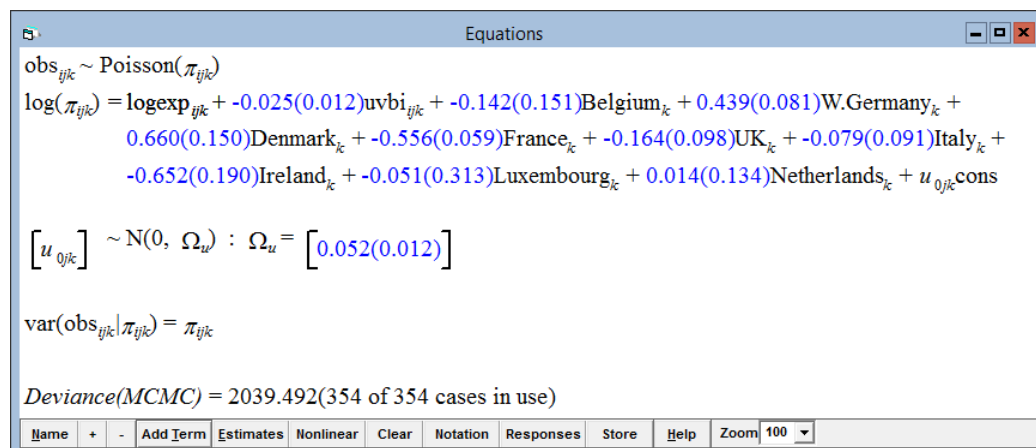 Equations
obs_ijk ~ Poisson(π_ijk)
log(π_ijk) = logexp_ijk + -0.025(0.012)uvbi_ijk + -0.142(0.151)Belgium_k + 0.439(0.081)W.Germany_k +
0.660(0.150)Denmark_k + -0.556(0.059)France_k + -0.164(0.098)UK_k + -0.079(0.091)Italy_k +
-0.652(0.190)Ireland_k + -0.051(0.313)Luxembourg_k + 0.014(0.134)Netherlands_k + u_0jk cons
[u_0jk] ~ N(0, Ω_u) : Ω_u = [0.052(0.012)]
var(obs_ijk|π_ijk) = π_ijk
Deviance(MCMC) = 2039.492(354 of 354 cases in use)
Name + - Add Term Estimates Nonlinear Clear Notation Responses Store Help Zoom 100